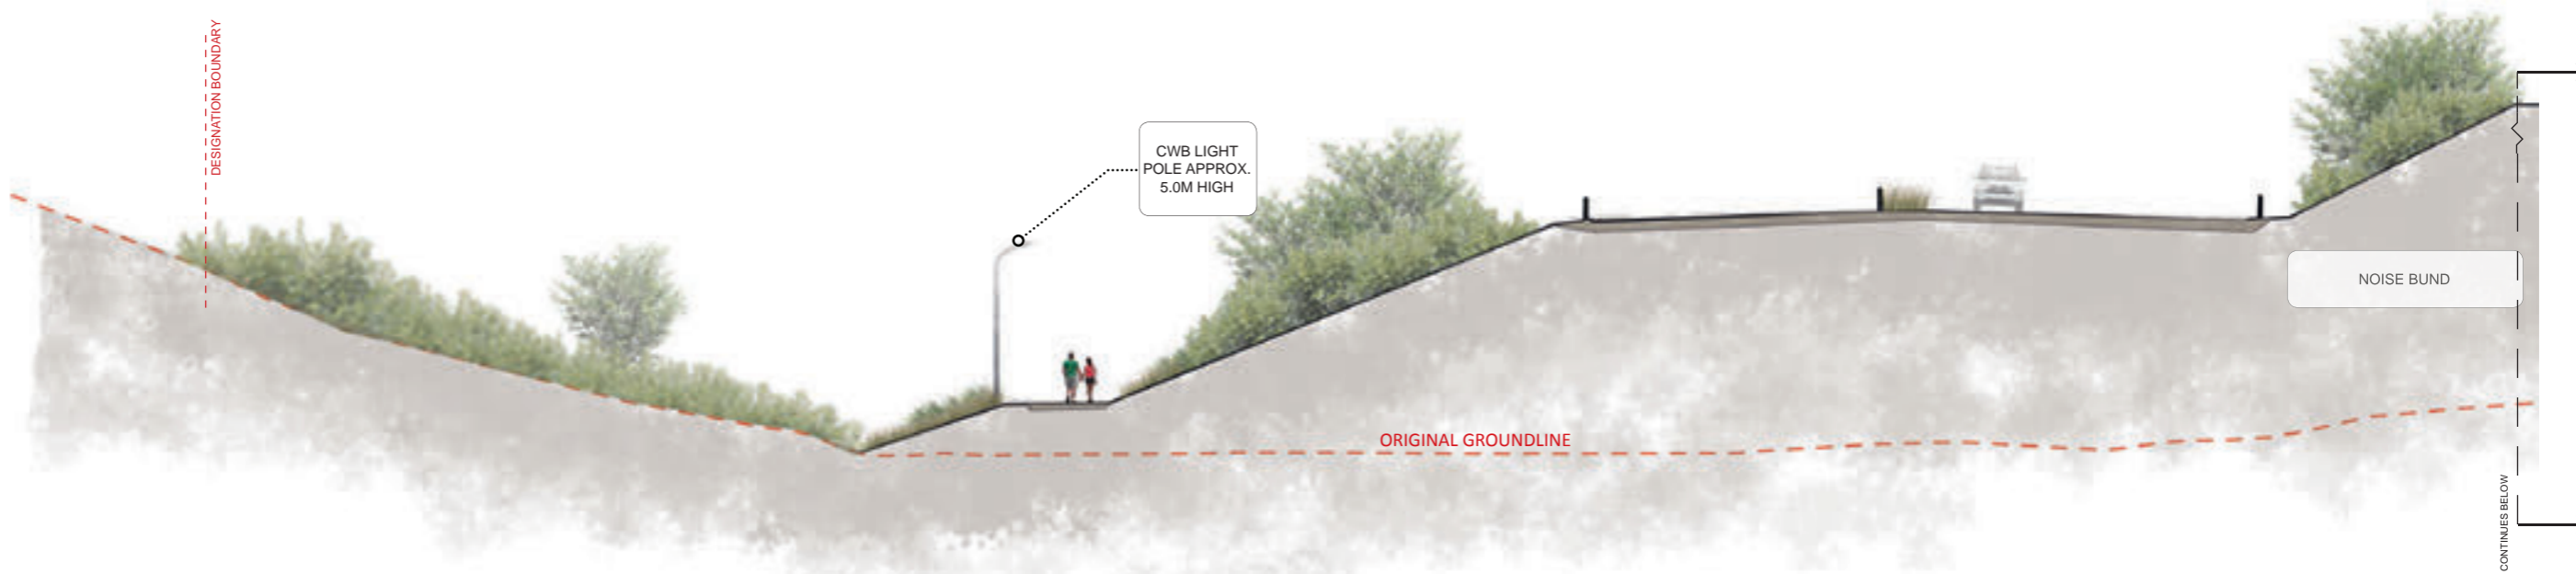 DESIGNATION BOUNDARY
CWB LIGHT
POLE APPROX.
5.0M HIGH
NOISE BUND
ORIGINAL GROUNDLINE
CONTINUES BELOW